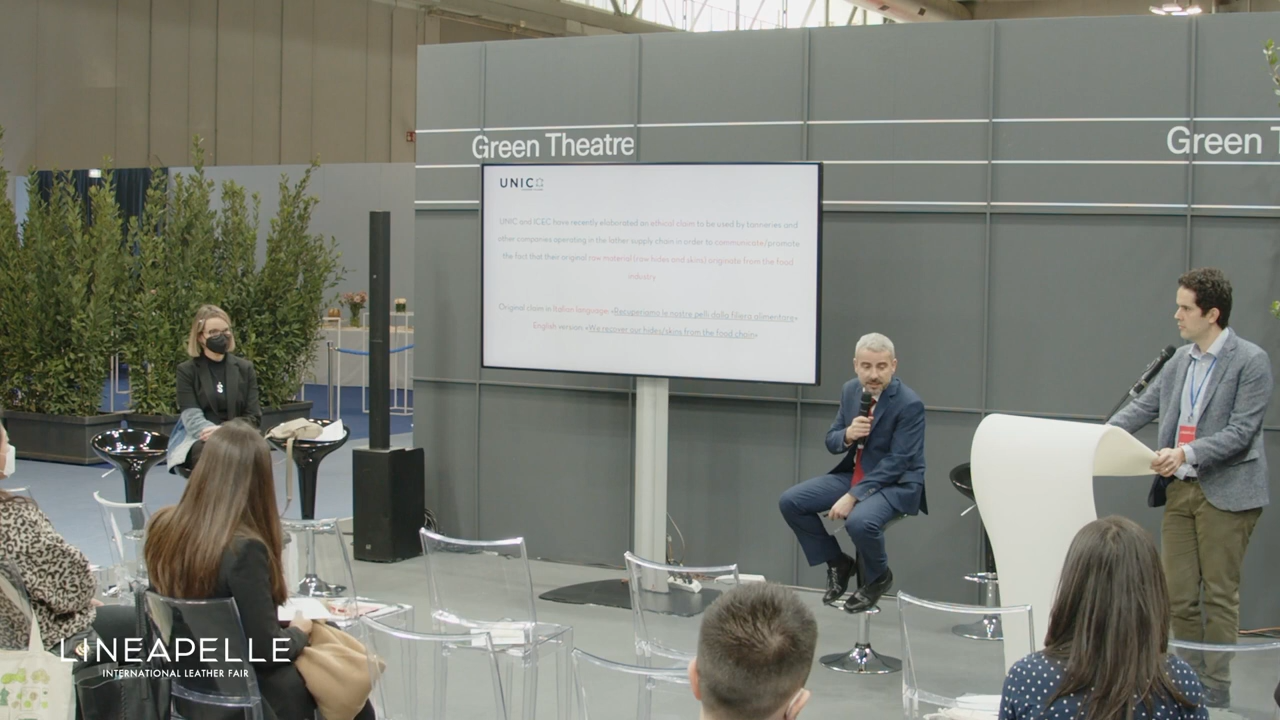 Green Theatre
Green T
UNIC
UNIC and ICEC have recently elaborated an ethical claim to be used by tanneries and
other companies operating in the lather supply chain in order to communicate/promote
the fact that their original raw material (raw hides and skins) originate from the food
industry
Original claim in Italian language: «Recuperiamo le nostre pelli dalla filiera alimentare»
English version: «We recover our hides/skins from the food chain»
LINEAPELLE
INTERNATIONAL LEATHER FAIR